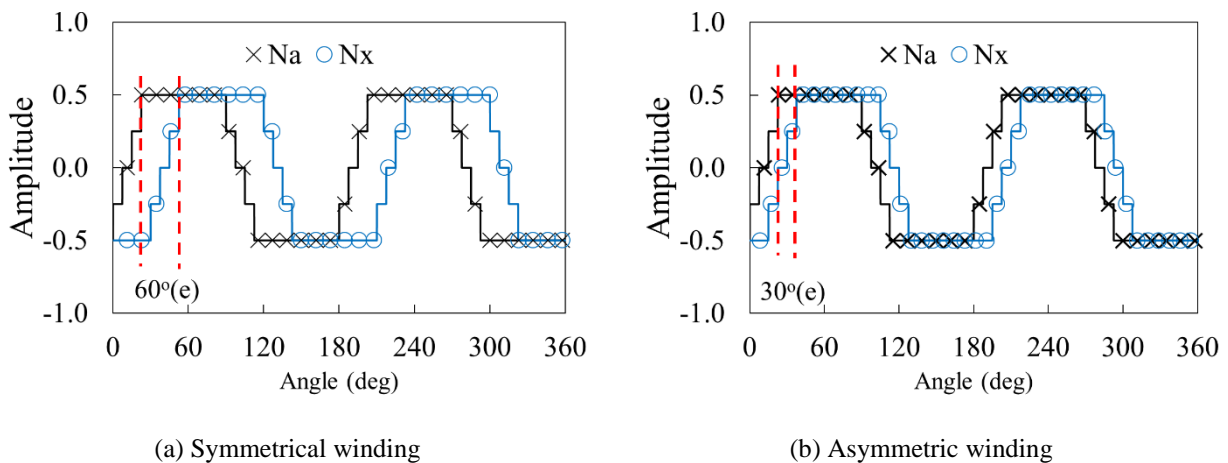 1.0
Na Nx
0.5
0.0
-0.5
60°(e)
-1.0
0 60 120 180 240 300 360
Angle (deg)
Amplitude
(a) Symmetrical winding
1.0
Na Nx
0.5
0.0
-0.5
30°(e)
-1.0
0 60 120 180 240 300 360
Angle (deg)
Amplitude
(b) Asymmetric winding